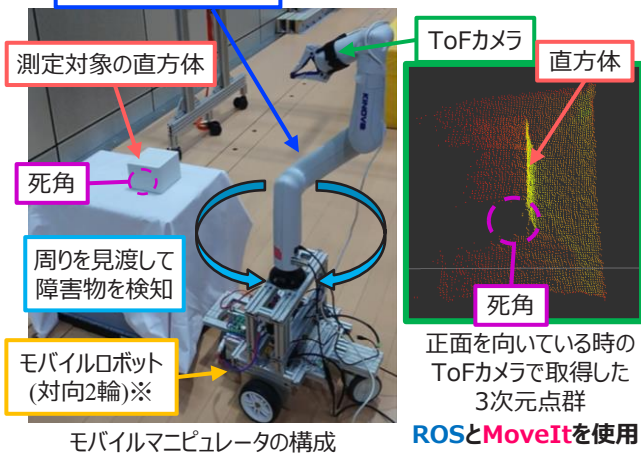 ToFカメラ
測定対象の直方体
直方体
死角
周りを見渡して
障害物を検知
死角
モバイルロボット
(対向2輪)※
正面を向いている時の
ToFカメラで取得した
3次元点群
モバイルマニピュレータの構成
ROSとMoveItを使用
KINOVA